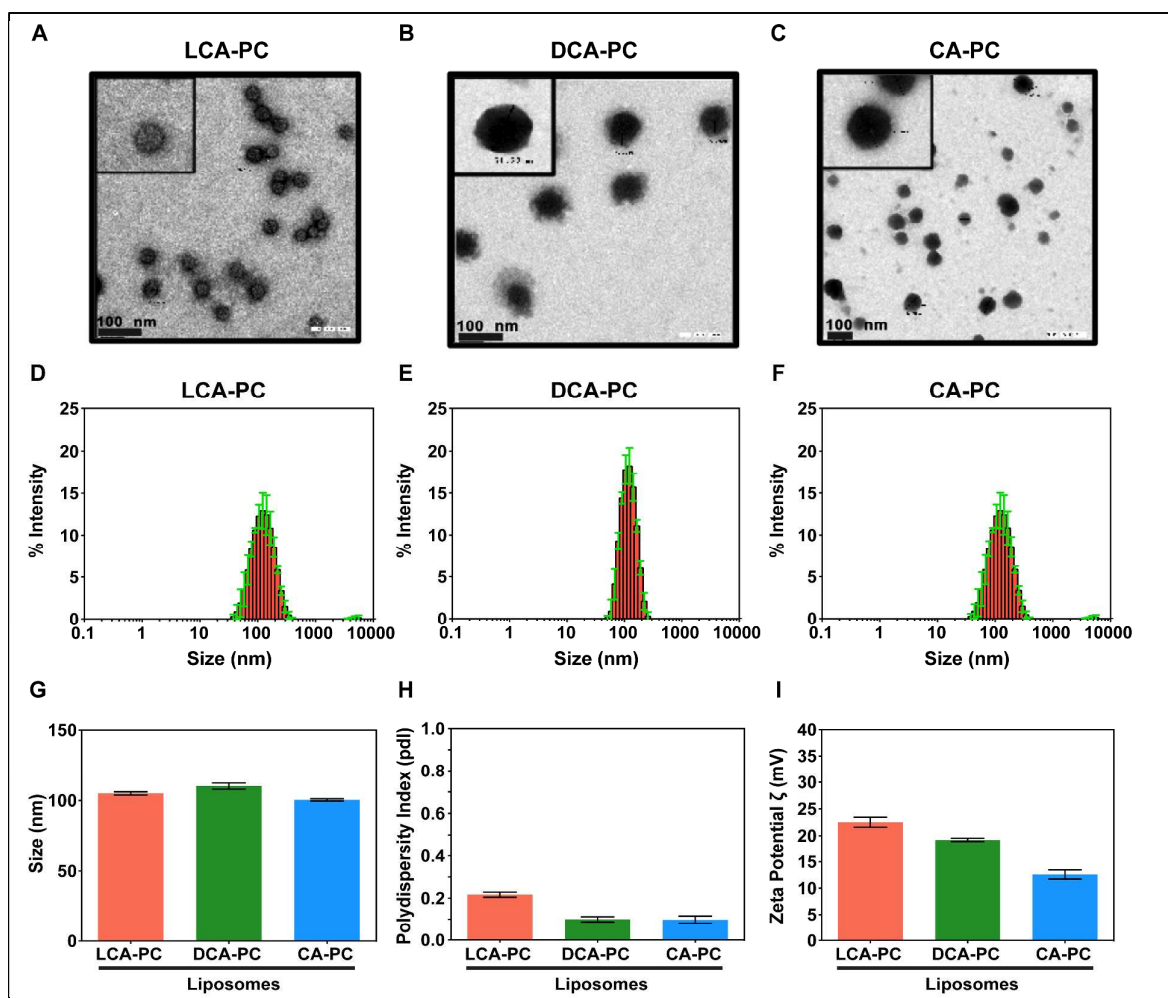 A
LCA-PC
100 nm
B
DCA-PC
100 nm
C
CA-PC
100 nm
D
LCA-PC
% Intensity
25
20
15
10
5
0
0.1 1 10 100 1000 10000
Size (nm)
E
DCA-PC
% Intensity
25
20
15
10
5
0
0.1 1 10 100 1000 10000
Size (nm)
F
CA-PC
% Intensity
25
20
15
10
5
0
0.1 1 10 100 1000 10000
Size (nm)
G
Size (nm)
150
100
50
0
LCA-PC DCA-PC CA-PC
Liposomes
H
Polydispersity Index (pdI)
1.0
0.8
0.6
0.4
0.2
0.0
LCA-PC DCA-PC CA-PC
Liposomes
I
Zeta Potential ζ (mV)
40
35
30
25
20
15
10
5
0
LCA-PC DCA-PC CA-PC
Liposomes